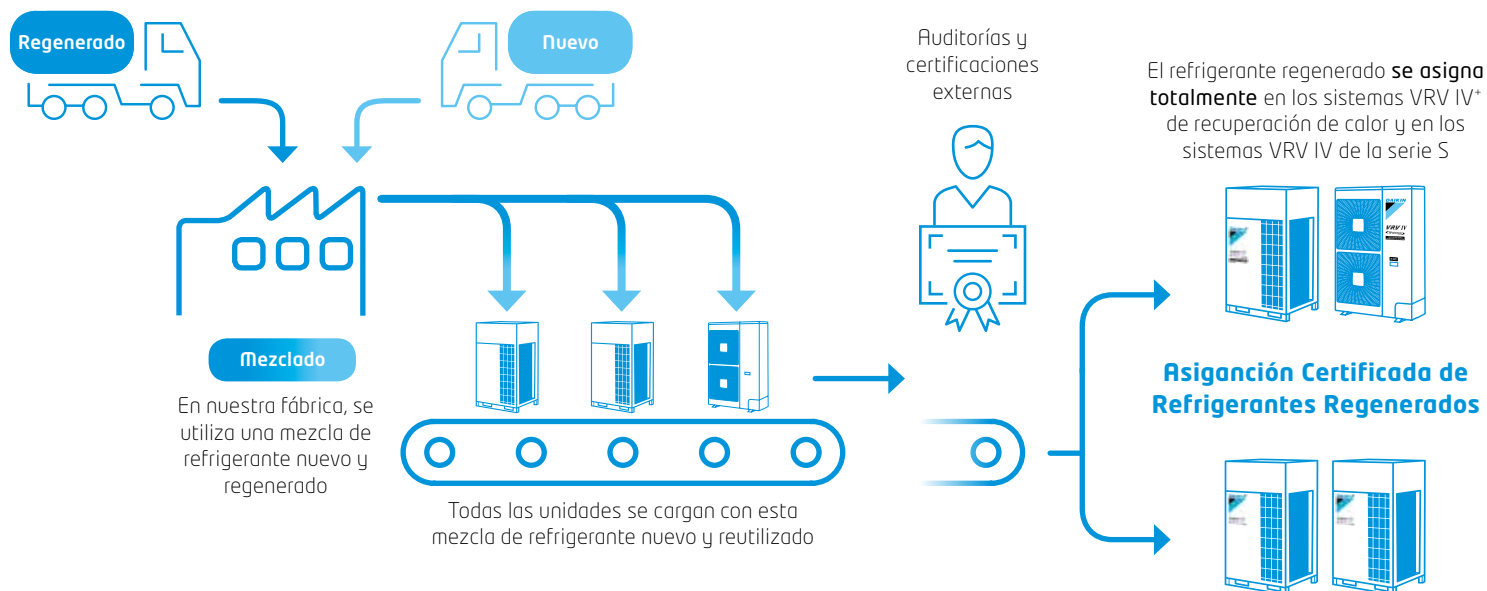 Regenerado
Nuevo
Auditorías y
certificaciones
externas
El refrigerante regenerado se asigna
totalmente en los sistemas VRV IV+
de recuperación de calor y en los
sistemas VRV IV de la serie S
DAIKIN
VRV IV
Mezclado
En nuestra fábrica, se
utiliza una mezcla de
refrigerante nuevo y
regenerado
Todas las unidades se cargan con esta
mezcla de refrigerante nuevo y reutilizado
Asiganción Certificada de
Refrigerantes Regenerados